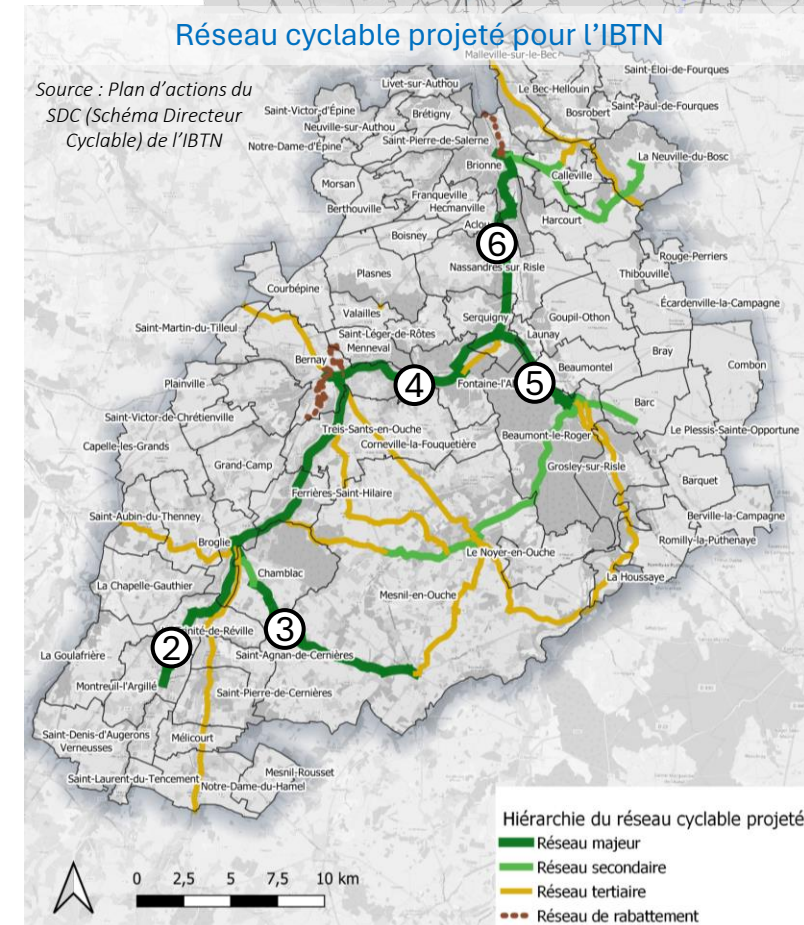 Réseau cyclable projeté pour l'IBTN
Source : Plan d'actions du
SDC (Schéma Directeur
Cyclable) de l'IBTN
Malleville-sur-le-Bec
Saint-Éloi-de-Fourques
Livet-sur-Authou
Le Bec-Hellouin
Saint-Victor-d'Épine
Brétigny
Bosrobert
Saint-Paul-de-Fourques
Neuville-sur-Authou
Notre-Dame-d'Épine
Saint-Pierre-de-Salerne
Brionne
La Neuville-du-Bosc
Calleville
Morsan
Franqueville
Berthouville
Hecmanville
Harcourt
Aclou
Boisney
6
Rouge-Perriers
Plasnes
Nassandres sur Risle
Thibouville
Courbépine
Écardenville-la-Campagne
Valailles
Serquigny
Goupil-Othon
Saint-Martin-du-Tilleul
Saint-Léger-de-Rôtes
Launay
Menneval
Bray
Bernay
Beaumontel
Combon
Plainville
4
Fontaine-l'A
5
Barc
Saint-Victor-de-Chrétienville
Treis-Sants-en-Ouche
Beaumont-le-Roger
Le Plessis-Sainte-Opportune
Capelle-les-Grands
Corneville-la-Fouquetière
Grand-Camp
Grosley-sur-Risle
Barquet
Ferrières-Saint-Hilaire
Saint-Aubin-du-Thenney
Berville-la-Campagne
Broglie
Romilly-la-Puthenaye
Le Noyer-en-Ouche
Chamblac
La Houssaye
La Chapelle-Gauthier
Mesnil-en-Ouche
3
inité-de-Réville
2
La Goulafrière
Saint-Agnan-de-Cernières
Montreuil-l'Argillé
Saint-Pierre-de-Cernières
Saint-Denis-d'Augerons
Mélicourt
Verneusses
Mesnil-Rousset
Saint-Laurent-du-Tencement
Notre-Dame-du-Hamel
Hiérarchie du réseau cyclable projeté
Réseau majeur
Réseau secondaire
Réseau tertiaire
Réseau de rabattement
0 2,5 5 7,5 10 km